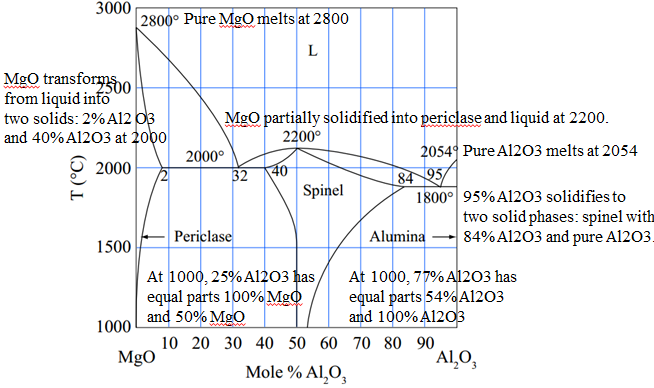 3000
2800° Pure MgO melts at 2800
L
MgO transforms
from liquid into
two solids: 2% Al2 O3
and 40%Al2O3 at 2000
2500
MgO partially solidified into periclase and liquid at 2200.
2200°
2000°
2054° Pure Al2O3 melts at 2054
T (°C)
2000
2
32
40
84
95
Spinel
1800°
95% Al2O3 solidifies to
two solid phases: spinel with
84% Al2O3 and pure Al2O3.
1500
Periclase
Alumina
At 1000, 25% Al2O3 has
equal parts 100% MgO
and 50% MgO
At 1000, 77% Al2O3 has
equal parts 54% Al2O3
and 100% Al2O3
1000
MgO
10 20 30 40 50 60 70 80 90
Al₂O₃
Mole % Al₂O₃